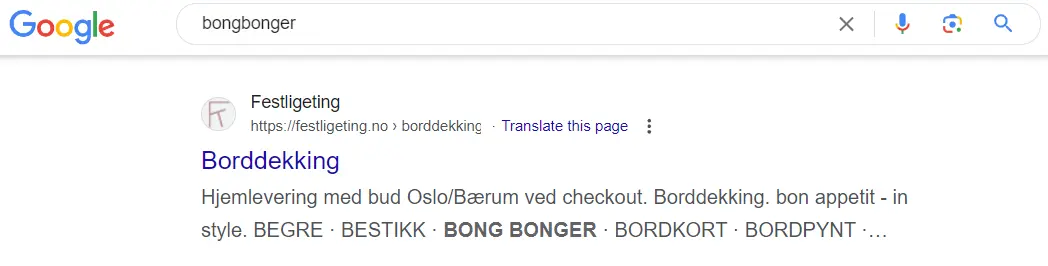 Google bongbonger
Festligeting
https://festligeting.no › borddekking · Translate this page
Borddekking
Hjemlevering med bud Oslo/Bærum ved checkout. Borddekking. bon appetit - in
style. BEGRE · BESTIKK · BONG BONGER · BORDKORT · BORDPYNT ·...